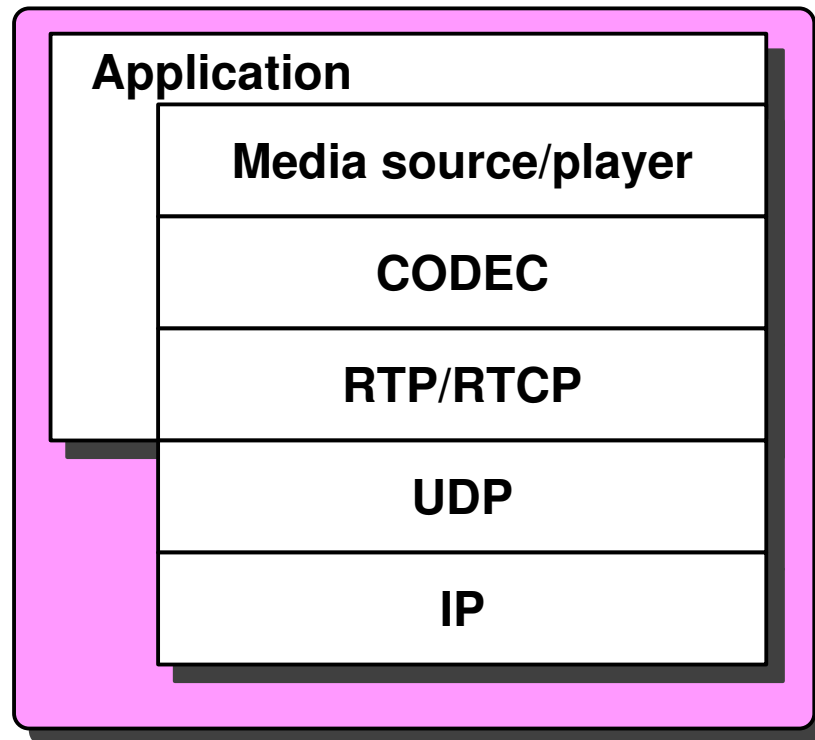 Application
Media source/player
CODEC
RTP/RTCP
UDP
IP